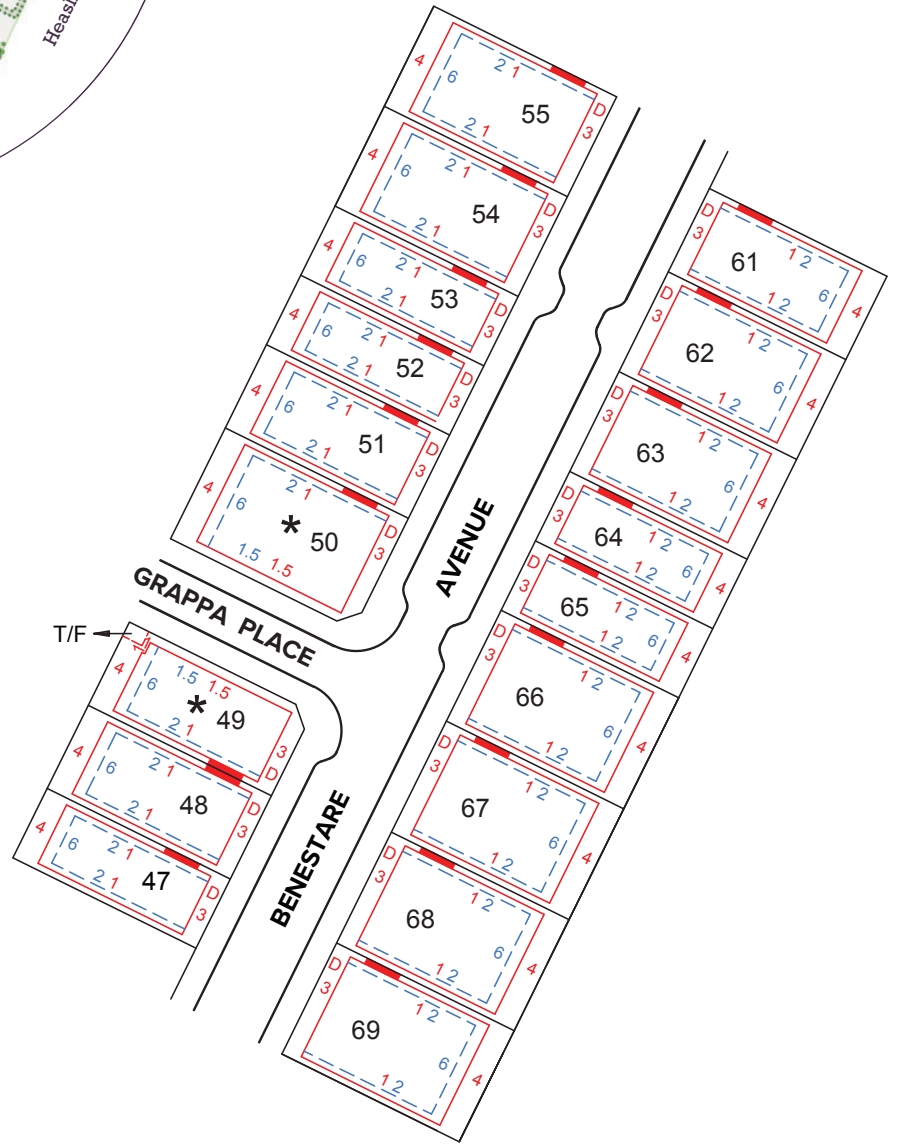 Heasli
4 6 2 1 2 1 55 D 3
4 6 2 1 2 1 54 D 3
4 6 2 1 2 1 53 D 3
4 6 2 1 2 1 52 D 3
4 6 2 1 2 1 51 D 3
4 6 2 1 * 50 1.5 1.5 D 3
GRAPPA PLACE
AVENUE
T/F
4 6 1.5 1.5 * 49 2 1 3 D
4 6 2 1 2 1 48 D 3
4 6 2 1 2 1 47 D 3
BENESTARE
D 3 61 1 2 1 2 6 4
D 3 62 1 2 1 2 6 4
D 3 63 1 2 1 2 6 4
D 3 64 1 2 1 2 6 4
D 3 65 1 2 1 2 6 4
D 3 66 1 2 1 2 6 4
D 3 67 1 2 1 2 6 4
D 3 68 1 2 1 2 6 4
D 3 69 1 2 1 2 6 4